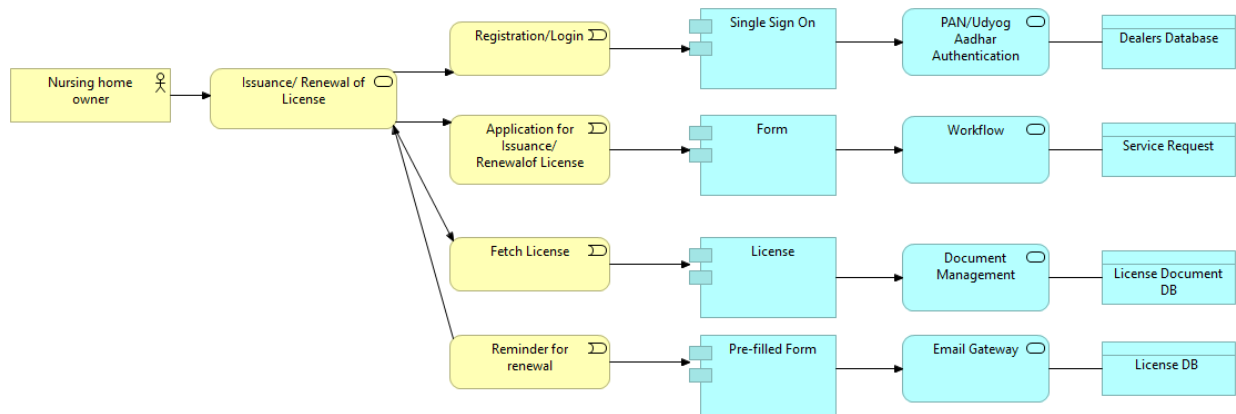 Nursing home
owner
Issuance/ Renewal of
License
Registration/Login
Single Sign On
PAN/Udyog
Aadhar
Authentication
Dealers Database
Application for
Issuance/
Renewalof License
Form
Workflow
Service Request
Fetch License
License
Document
Management
License Document
DB
Reminder for
renewal
Pre-filled Form
Email Gateway
License DB